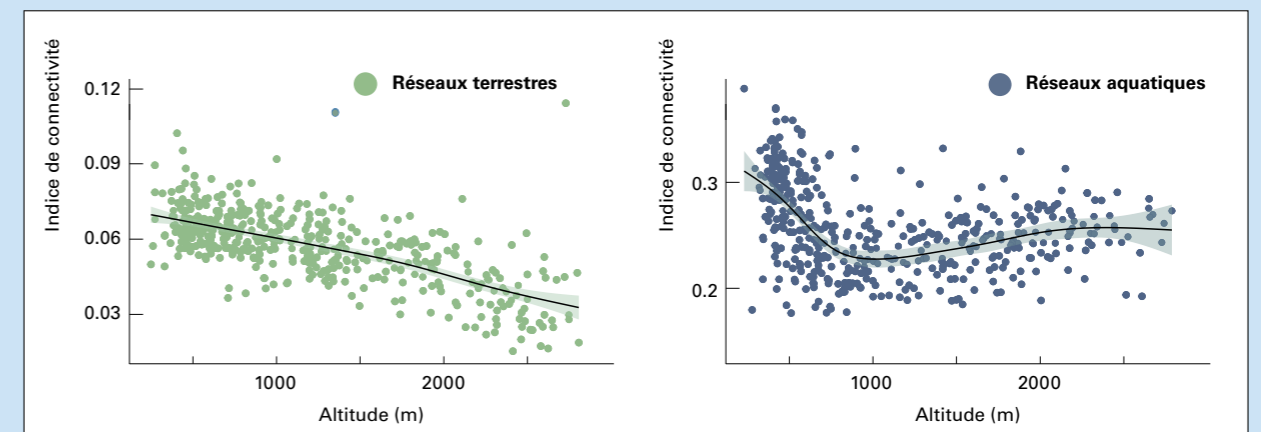 Indice de connectivité
Réseaux terrestres
0.12
0.09
0.06
0.03
1000
2000
Altitude (m)
Indice de connectivité
Réseaux aquatiques
0.3
0.2
1000
2000
Altitude (m)